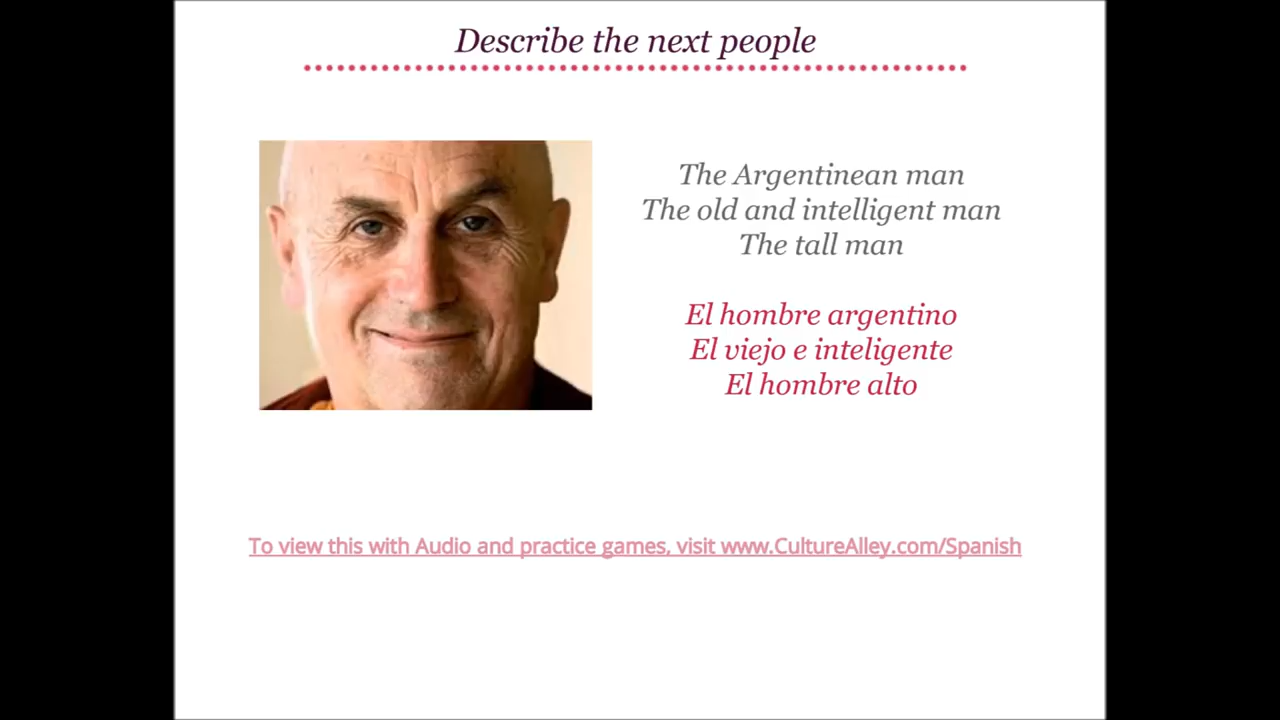 Describe the next people
The Argentinean man
The old and intelligent man
The tall man
El hombre argentino
El viejo e inteligente
El hombre alto
To view this with Audio and practice games, visit www.CultureAlley.com/Spanish